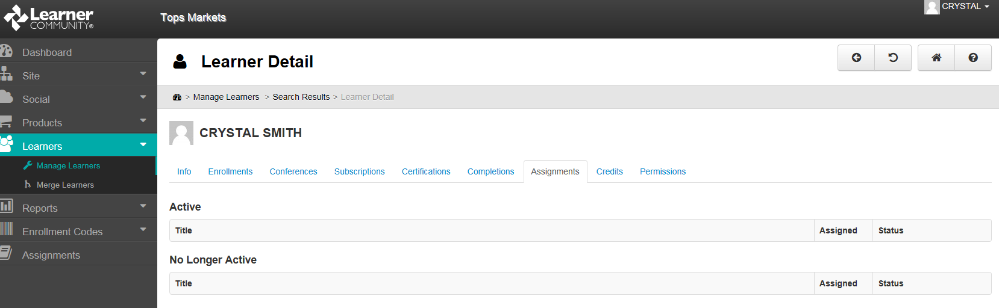 Learner
COMMUNITY®
Tops Markets
CRYSTAL
Dashboard
Site
Social
Products
Learners
Manage Learners
Merge Learners
Reports
Enrollment Codes
Assignments
Learner Detail
> Manage Learners > Search Results > Learner Detail
CRYSTAL SMITH
Info Enrollments Conferences Subscriptions Certifications Completions Assignments Credits Permissions
Active
Title Assigned Status
No Longer Active
Title Assigned Status